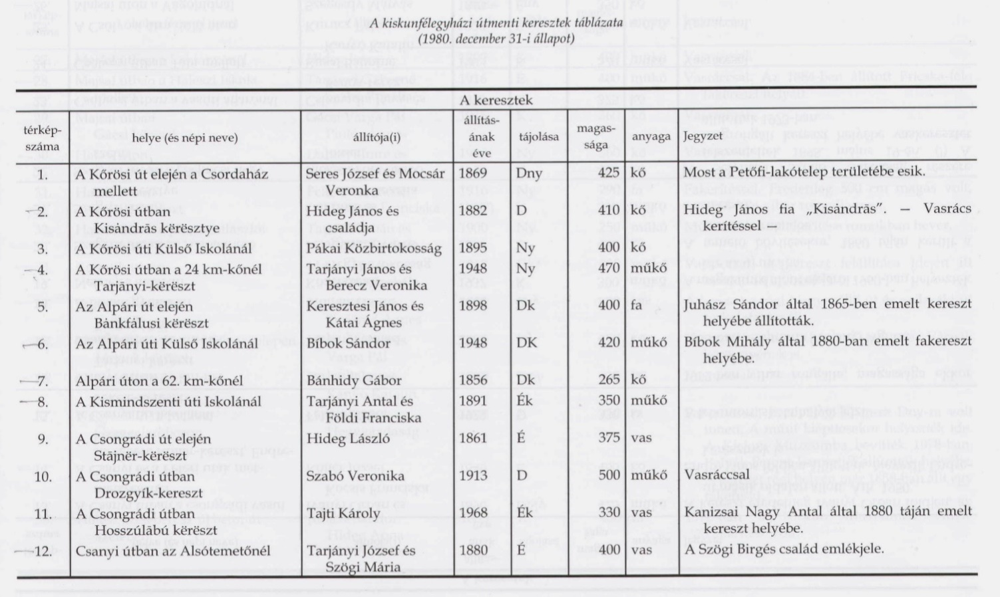 A kiskunfélegyházi útmenti keresztek táblázata
(1980. december 31-i állapot)
A keresztek
térkép-
száma
helye (és népi neve)
állítója(i)
állítás-
ának
éve
tájolása
magas-
sága
anyaga
Jegyzet
1. A Kőrösi út elején a Csordaház Seres József és Mocsár 1869 Dny 425 kő Most a Petőfi-lakótelep területébe esik.
mellett Veronka
2. A Kőrösi útban Hideg János és 1882 D 410 kő Hideg János fia „Kisȧndrȧs”. — Vasrács
Kisȧndrȧs kërësztye családja kerítéssel —
3. A Kőrösi úti Külső Iskolánál Pákai Közbirtokosság 1895 Ny 400 kő
4. A Kőrösi útban a 24 km-kőnél Tarjányi János és 1948 Ny 470 műkő
Tarjȧnyi-kërëszt Berecz Veronika
5. Az Alpári út elején Keresztesi János és 1898 Dk 400 fa Juhász Sándor által 1865-ben emelt kereszt
Bȧnkfȧlusi kërëszt Kátai Ágnes helyébe állították.
6. Az Alpári úti Külső Iskolánál Bíbok Sándor 1948 DK 420 műkő Bíbok Mihály által 1880-ban emelt fakereszt
helyébe.
7. Alpári úton a 62. km-kőnél Bánhidy Gábor 1856 Dk 265 kő
8. A Kismindszenti úti Iskolánál Tarjányi Antal és 1891 Ék 350 műkő
Földi Franciska
9. A Csongrádi út elején Hideg László 1861 É 375 vas
Stȧjnër-kërëszt
10. A Csongrádi útban Szabó Veronika 1913 D 500 műkő Vasráccsal
Drozgyík-kereszt
11. A Csongrádi útban Tajti Károly 1968 Ék 330 vas Kanizsai Nagy Antal által 1880 táján emelt
Hosszúlábú kërëszt kereszt helyébe.
12. Csanyi útban az Alsótemetőnél Tarjányi József és 1880 É 400 vas A Szögi Birgés család emlékjele.
Szögi Mária